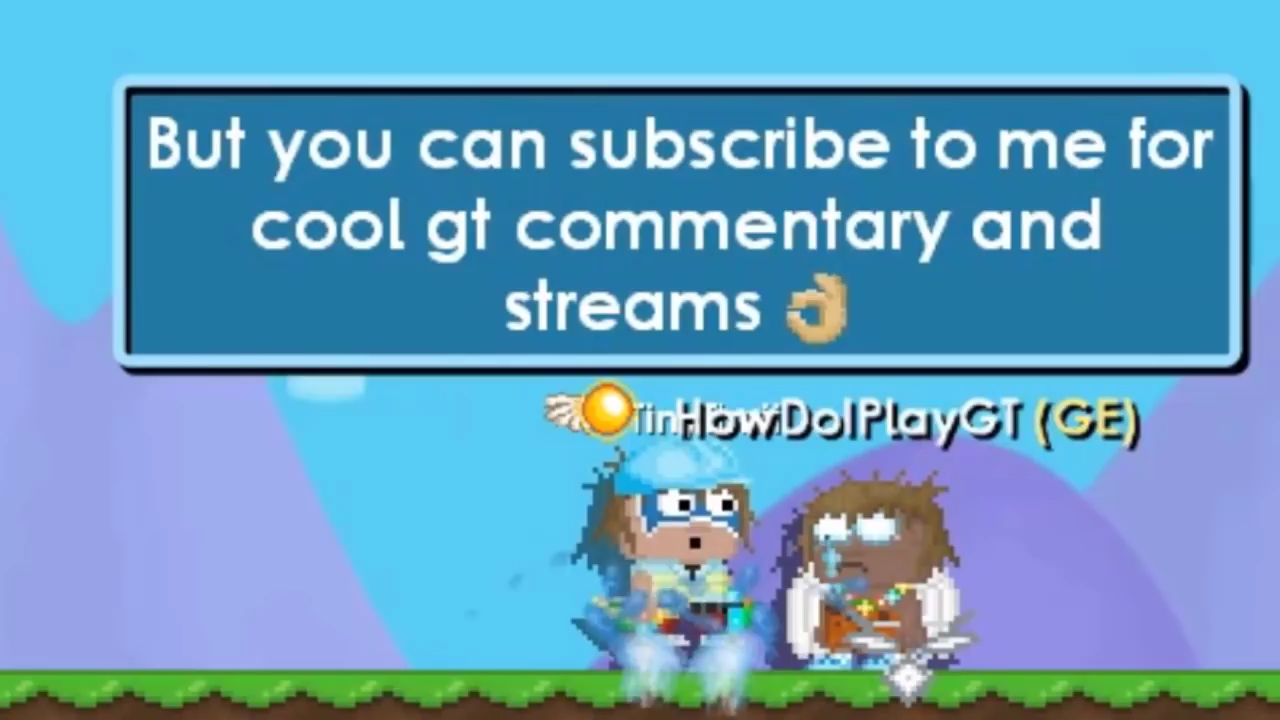 But you can subscribe to me for
cool gt commentary and
streams 👌🏼
HowDoIPlayGT (GE)